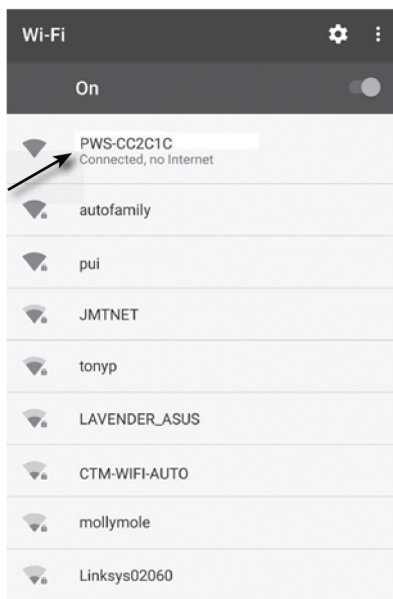 Wi-Fi
On
PWS-CC2C1C
Connected, no Internet
autofamily
pui
JMTNET
tonyp
LAVENDER_ASUS
CTM-WIFI-AUTO
mollymole
Linksys02060